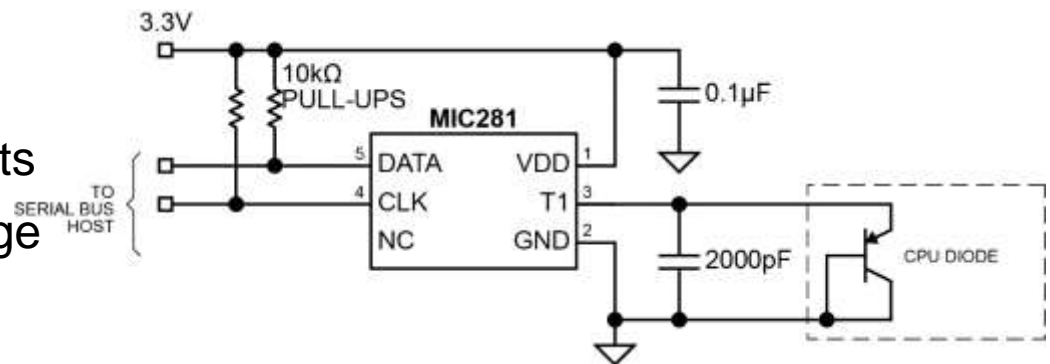 3.3V
10kΩ
PULL-UPS
0.1µF
MIC281
ts
ge
TO
SERIAL BUS
HOST
5 DATA VDD 1
4 CLK T1 3
NC GND 2
2000pF
CPU DIODE